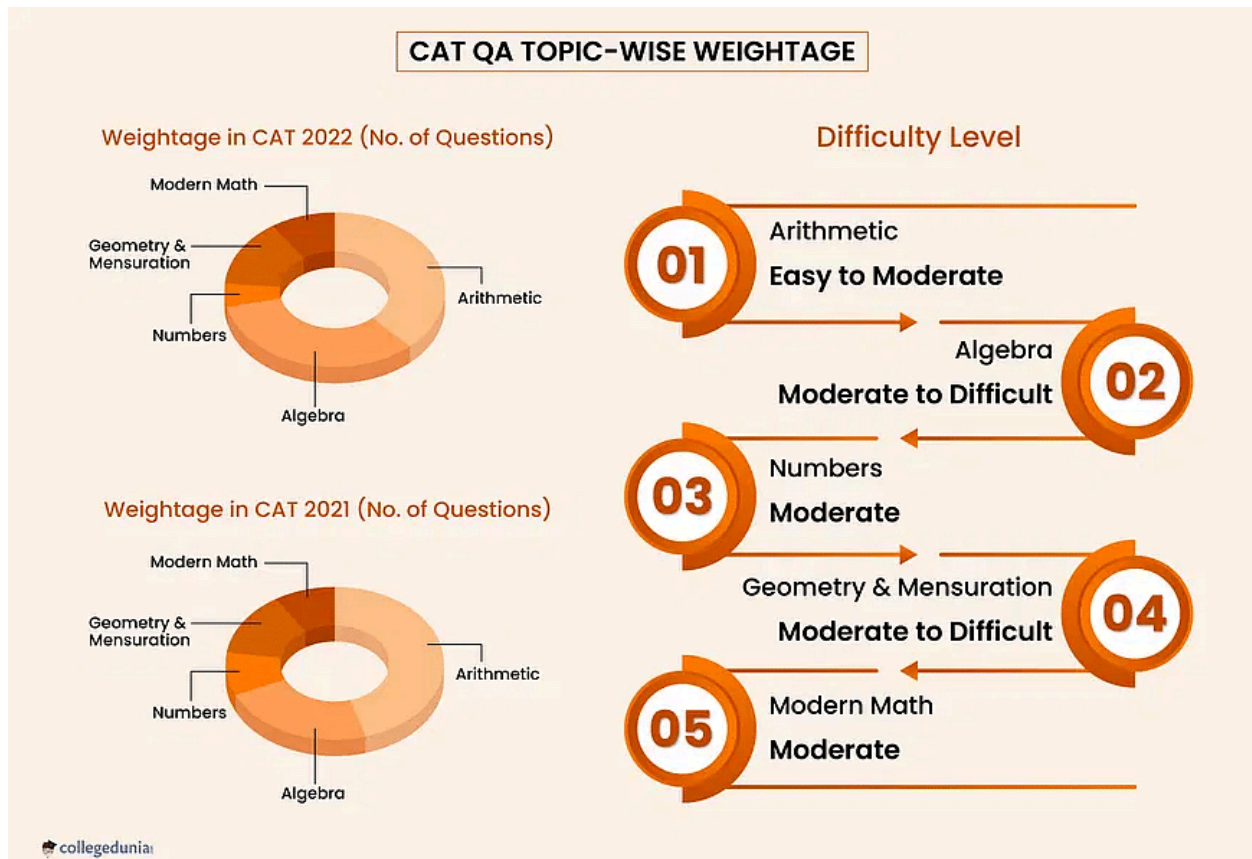 CAT QA TOPIC-WISE WEIGHTAGE
Weightage in CAT 2022 (No. of Questions)
Modern Math
Geometry &
Mensuration
Numbers
Arithmetic
Algebra
Weightage in CAT 2021 (No. of Questions)
Modern Math
Geometry &
Mensuration
Numbers
Arithmetic
Algebra
Difficulty Level
01
Arithmetic
Easy to Moderate
02
Algebra
Moderate to Difficult
03
Numbers
Moderate
04
Geometry & Mensuration
Moderate to Difficult
05
Modern Math
Moderate
collegedunia